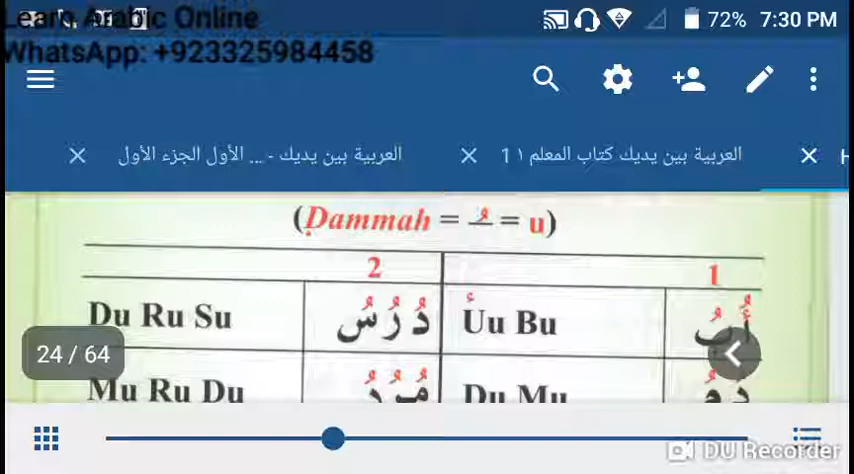 Learn Arabic Online
72% 7:30 PM
WhatsApp: +923325984458
العربية بين يديك كتاب المعلم ١ 1
العربية بين يديك - ... الأول الجزء الأول
(Ḍammah = ـُ = u)
2 1
Du Ru Su دُ رُ سُ Uu Bu أُ بُ
24 / 64
Mu Ru Du مُ رُ دُ Du Mu دُ مُ
DU Recorder